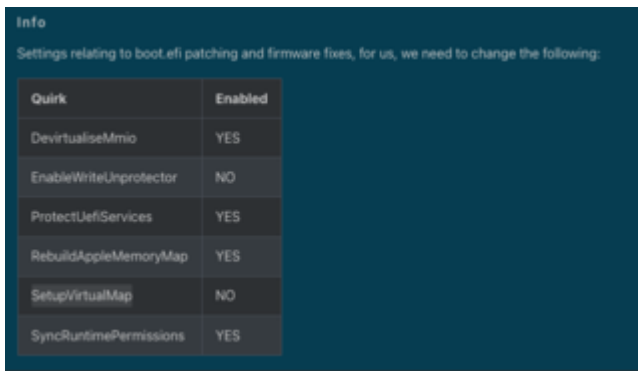 Info
Settings relating to boot.efi patching and firmware fixes, for us, we need to change the following:
Quirk Enabled
DevirtualiseMmio YES
EnableWriteUnprotector NO
ProtectUefiServices YES
RebuildAppleMemoryMap YES
SetupVirtualMap NO
SyncRuntimePermissions YES